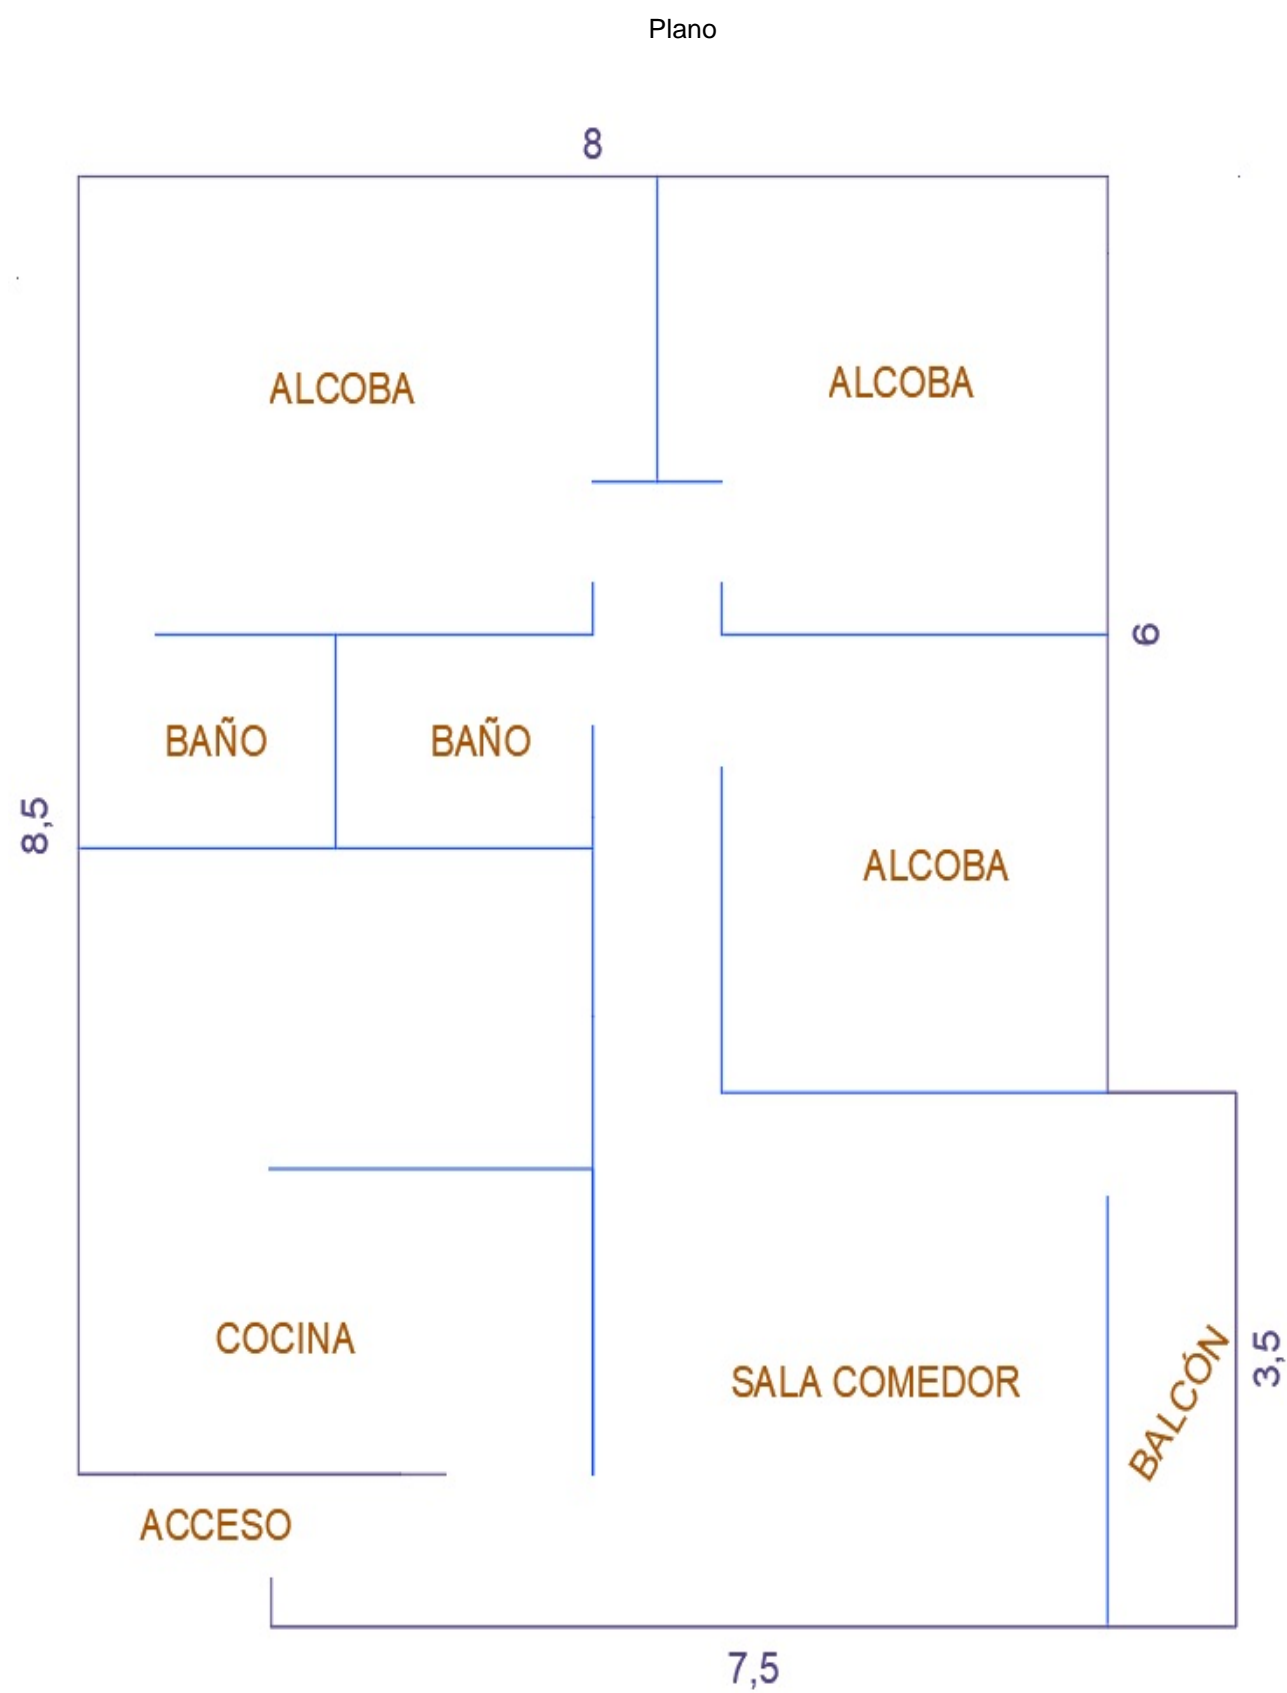 Plano
8
ALCOBA
ALCOBA
6
BAÑO
BAÑO
8,5
ALCOBA
COCINA
SALA COMEDOR
BALCÓN
3,5
ACCESO
7,5